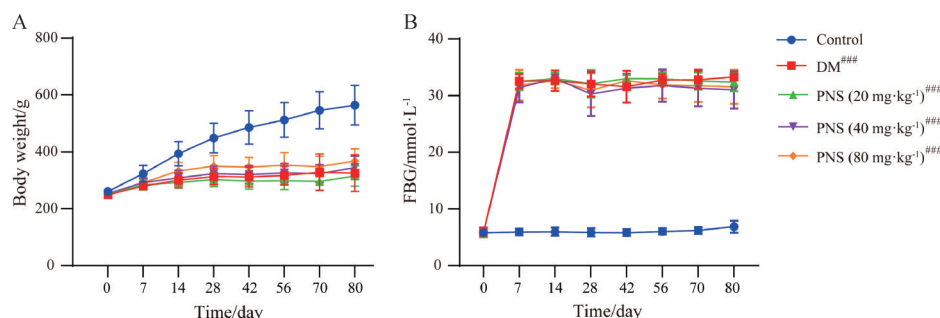 A
Body weight/g
800
600
400
200
0
0 7 14 28 42 56 70 80
Time/day
B
FBG/mmol·L⁻¹
40
30
20
10
0
0 7 14 28 42 56 70 80
Time/day
Control
DM###
PNS (20 mg·kg⁻¹)###
PNS (40 mg·kg⁻¹)###
PNS (80 mg·kg⁻¹)###